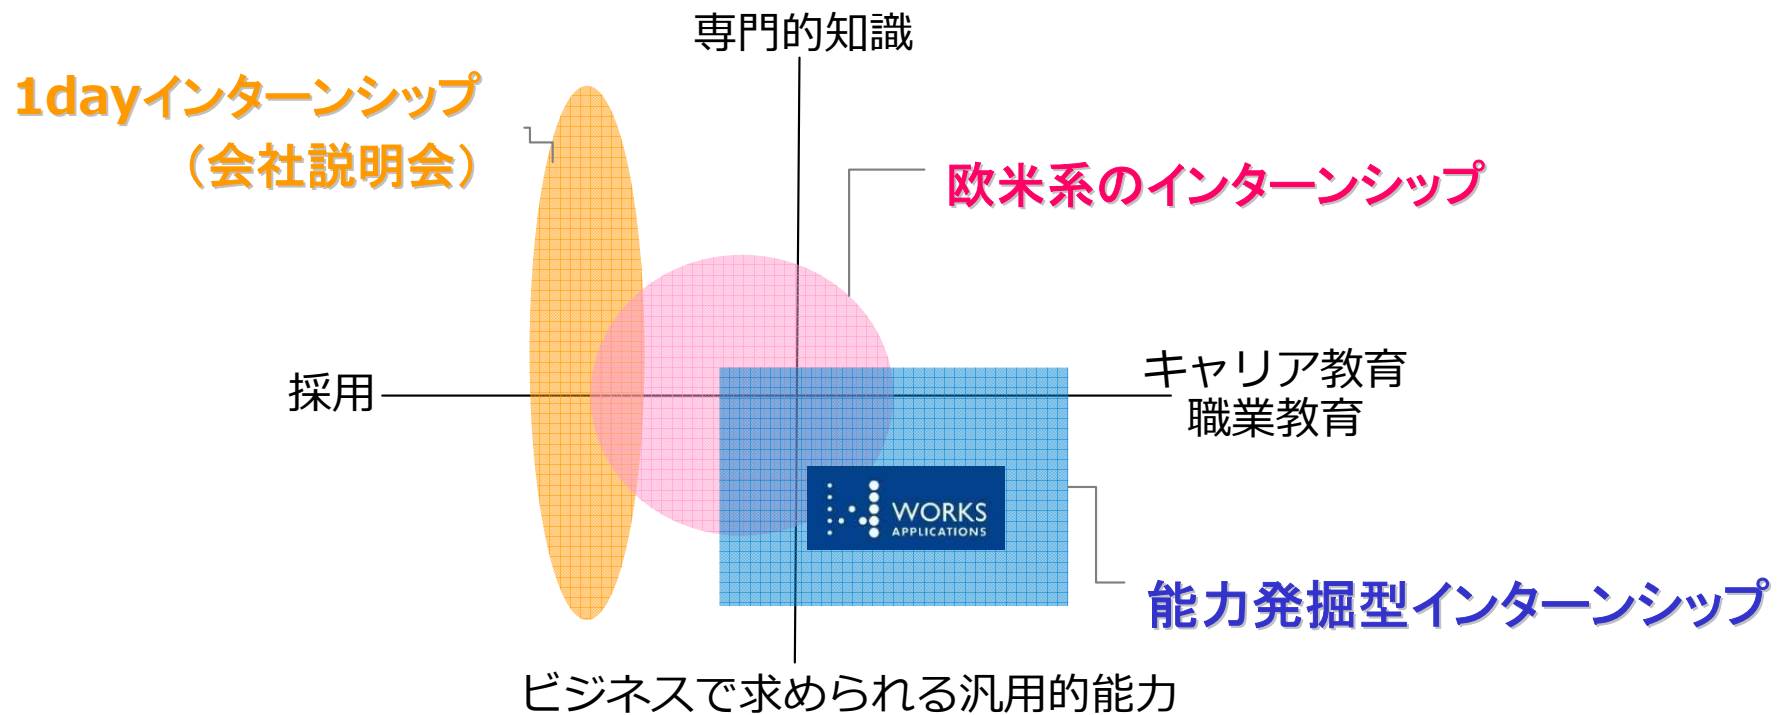 専門的知識
1dayインターンシップ
（会社説明会）
欧米系のインターンシップ
採用
キャリア教育
職業教育
WORKS
APPLICATIONS
能力発掘型インターンシップ
ビジネスで求められる汎用的能力